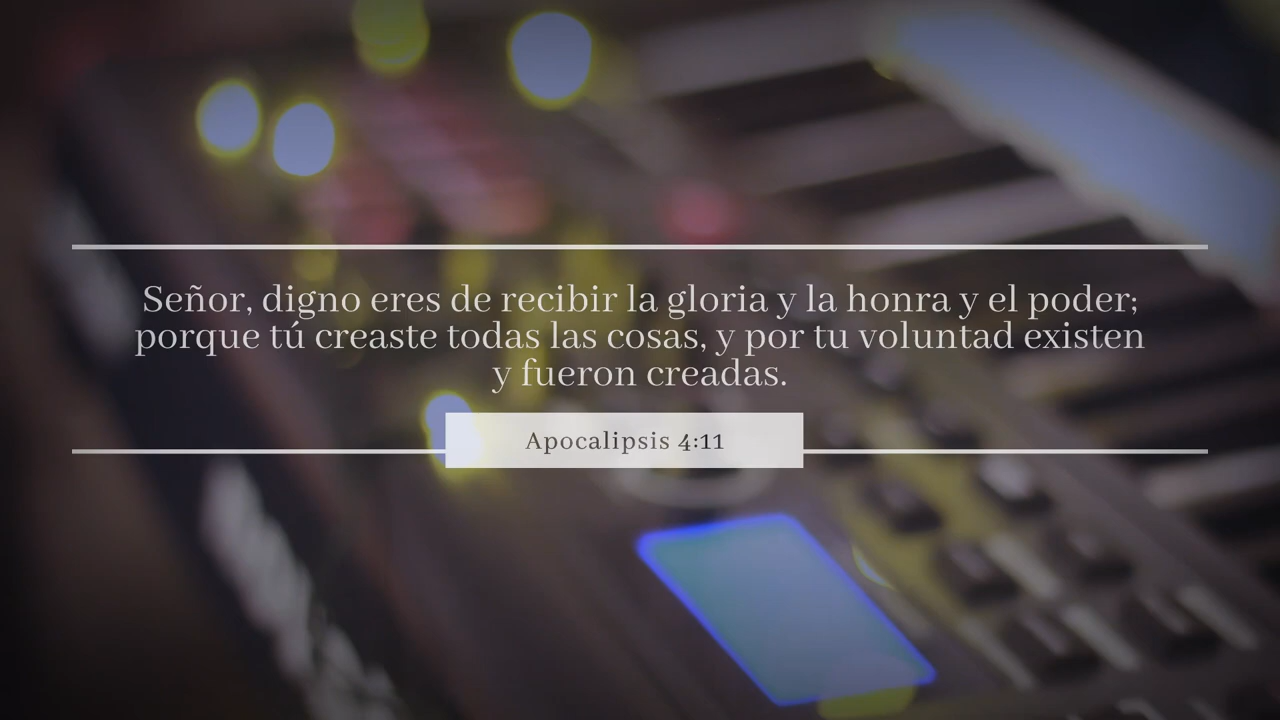 Señor, digno eres de recibir la gloria y la honra y el poder;
porque tú creaste todas las cosas, y por tu voluntad existen
y fueron creadas.
Apocalipsis 4:11